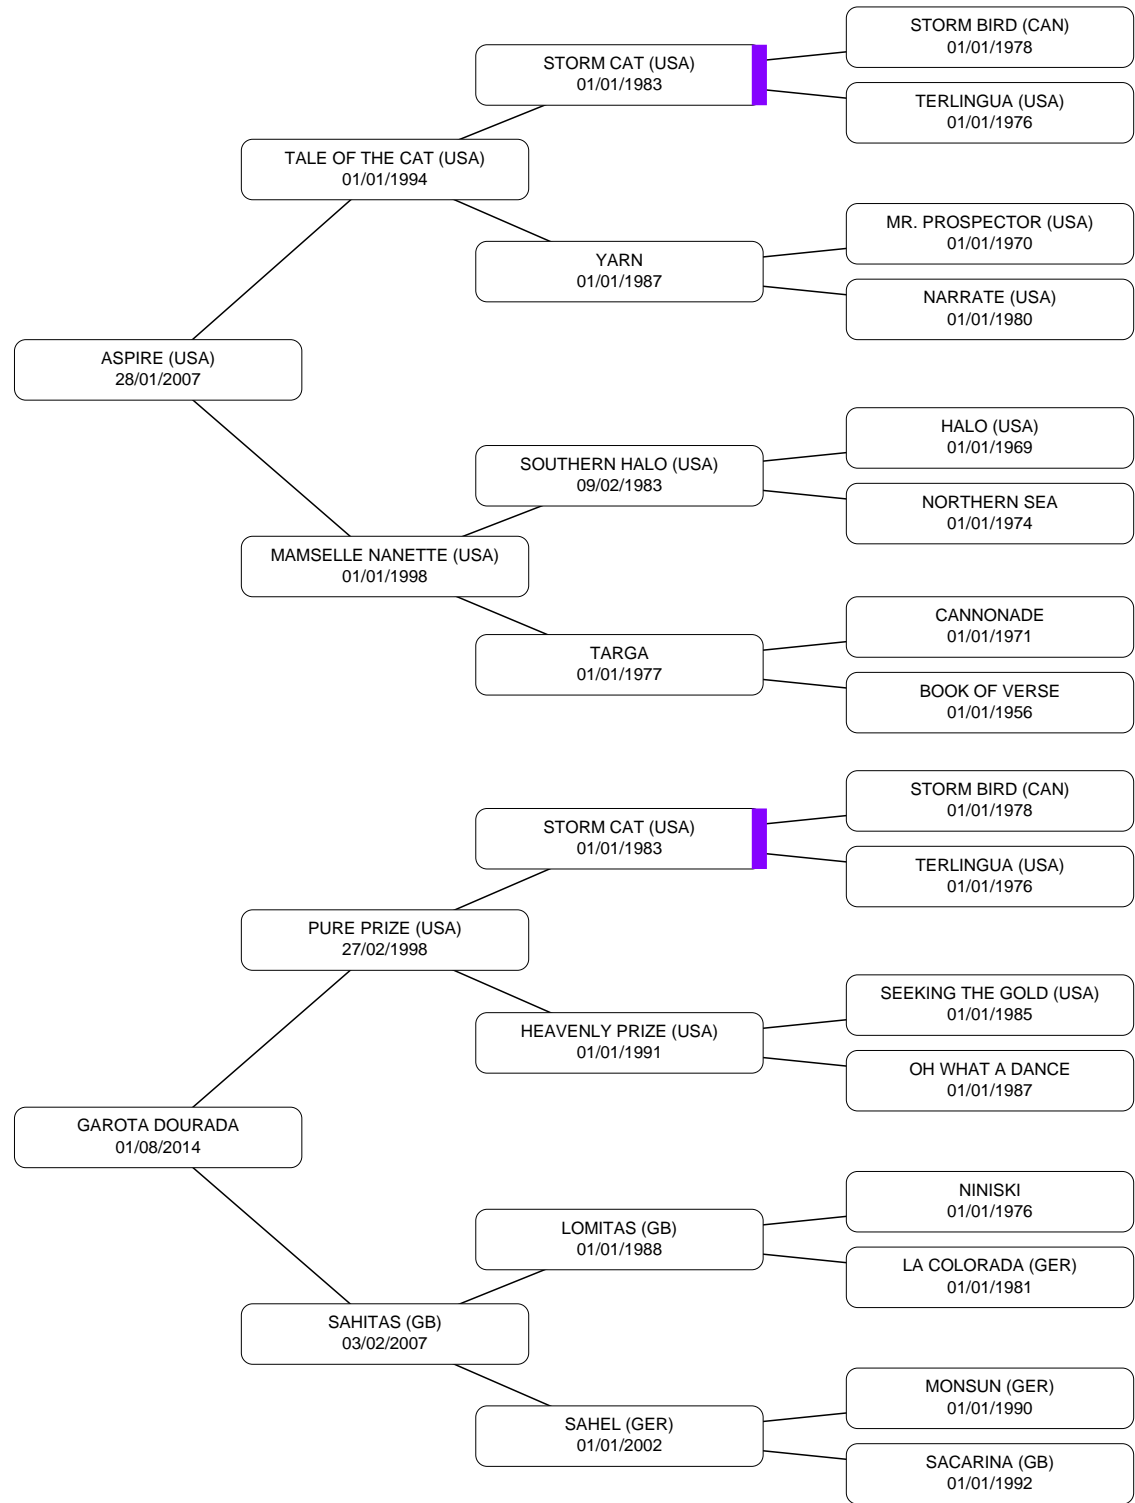 STORM BIRD (CAN)
01/01/1978
STORM CAT (USA)
01/01/1983
TERLINGUA (USA)
01/01/1976
TALE OF THE CAT (USA)
01/01/1994
MR. PROSPECTOR (USA)
01/01/1970
YARN
01/01/1987
NARRATE (USA)
01/01/1980
ASPIRE (USA)
28/01/2007
HALO (USA)
01/01/1969
SOUTHERN HALO (USA)
09/02/1983
NORTHERN SEA
01/01/1974
MAMSELLE NANETTE (USA)
01/01/1998
CANNONADE
01/01/1971
TARGA
01/01/1977
BOOK OF VERSE
01/01/1956
STORM BIRD (CAN)
01/01/1978
STORM CAT (USA)
01/01/1983
TERLINGUA (USA)
01/01/1976
PURE PRIZE (USA)
27/02/1998
SEEKING THE GOLD (USA)
01/01/1985
HEAVENLY PRIZE (USA)
01/01/1991
OH WHAT A DANCE
01/01/1987
GAROTA DOURADA
01/08/2014
NINISKI
01/01/1976
LOMITAS (GB)
01/01/1988
LA COLORADA (GER)
01/01/1981
SAHITAS (GB)
03/02/2007
MONSUN (GER)
01/01/1990
SAHEL (GER)
01/01/2002
SACARINA (GB)
01/01/1992